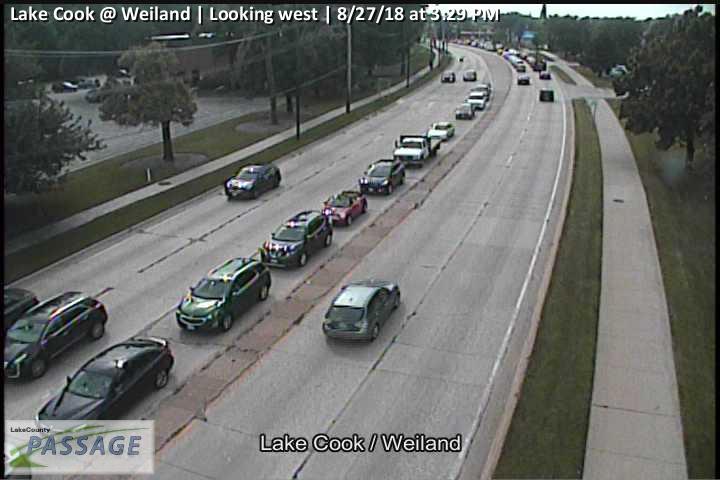 Lake Cook @ Weiland | Looking west | 8/27/18 at 3:29 PM
LakeCounty
PASSAGE
Lake Cook / Weiland